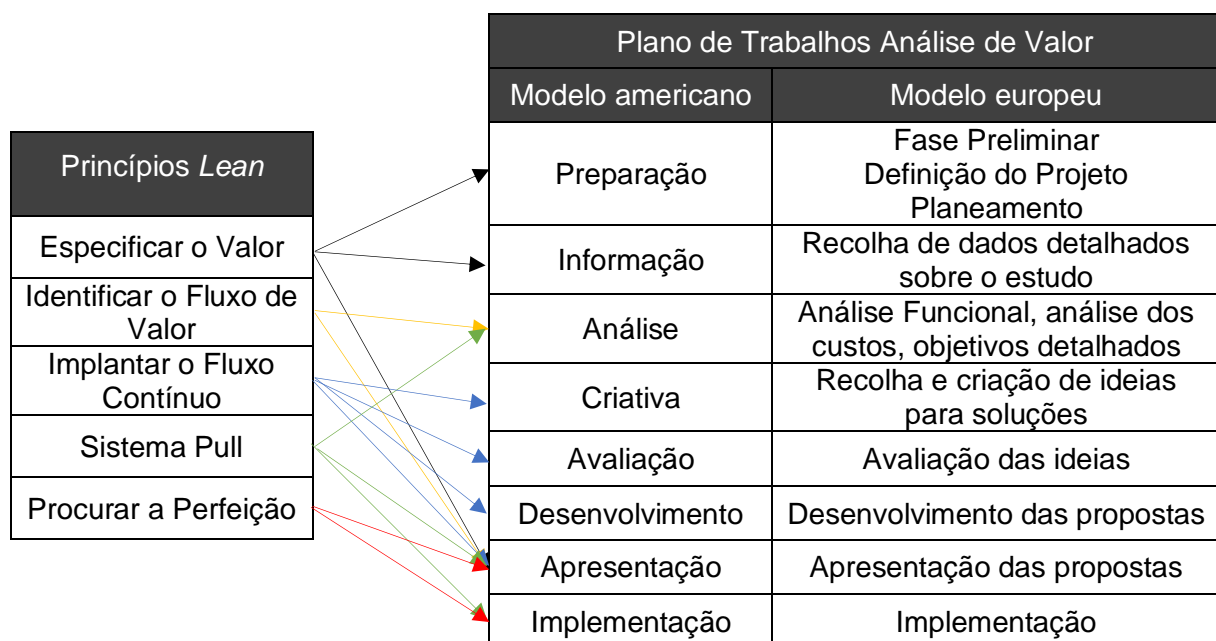 Princípios Lean
Especificar o Valor
Identificar o Fluxo de
Valor
Implantar o Fluxo
Contínuo
Sistema Pull
Procurar a Perfeição
Plano de Trabalhos Análise de Valor
Modelo americano
Modelo europeu
Preparação
Fase Preliminar
Definição do Projeto
Planeamento
Informação
Recolha de dados detalhados
sobre o estudo
Análise
Análise Funcional, análise dos
custos, objetivos detalhados
Criativa
Recolha e criação de ideias
para soluções
Avaliação
Avaliação das ideias
Desenvolvimento
Desenvolvimento das propostas
Apresentação
Apresentação das propostas
Implementação
Implementação